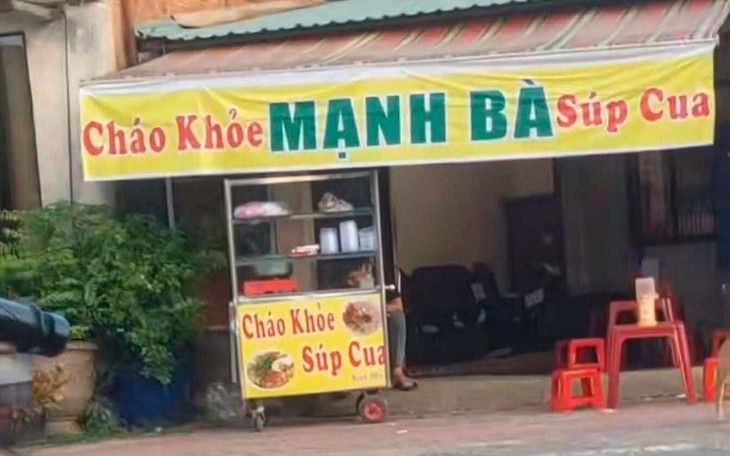 Cháo Khỏe MẠNH BÀ Súp Cua
Cháo Khỏe
Súp Cua